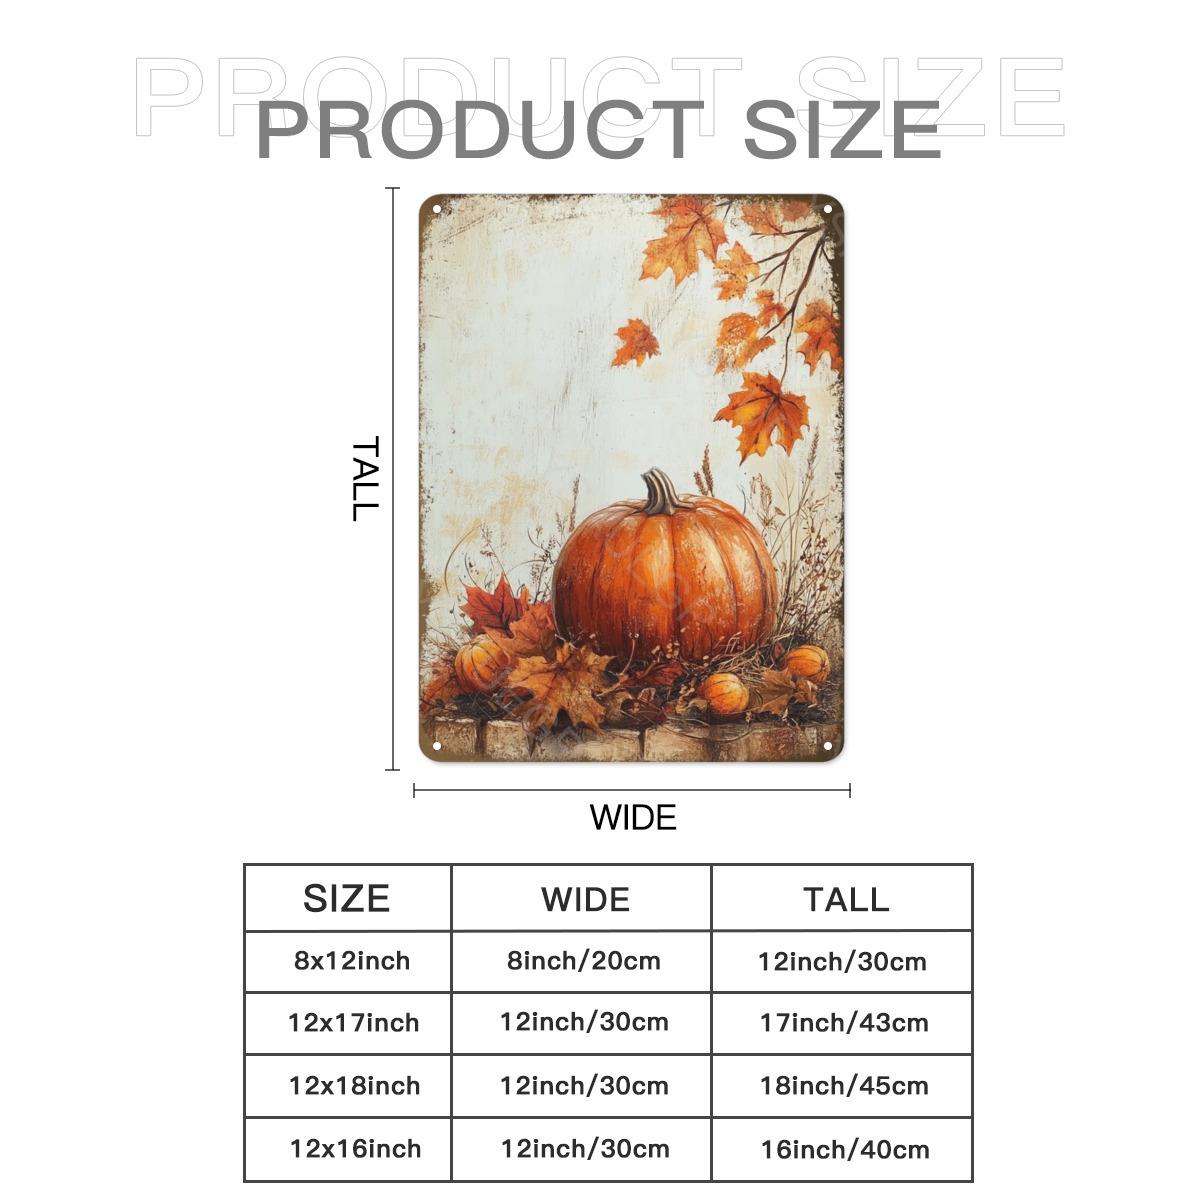 PRODUCT SIZE
PRODUCT SIZE
TALL
WIDE
SIZE WIDE TALL
8x12inch 8inch/20cm 12inch/30cm
12x17inch 12inch/30cm 17inch/43cm
12x18inch 12inch/30cm 18inch/45cm
12x16inch 12inch/30cm 16inch/40cm